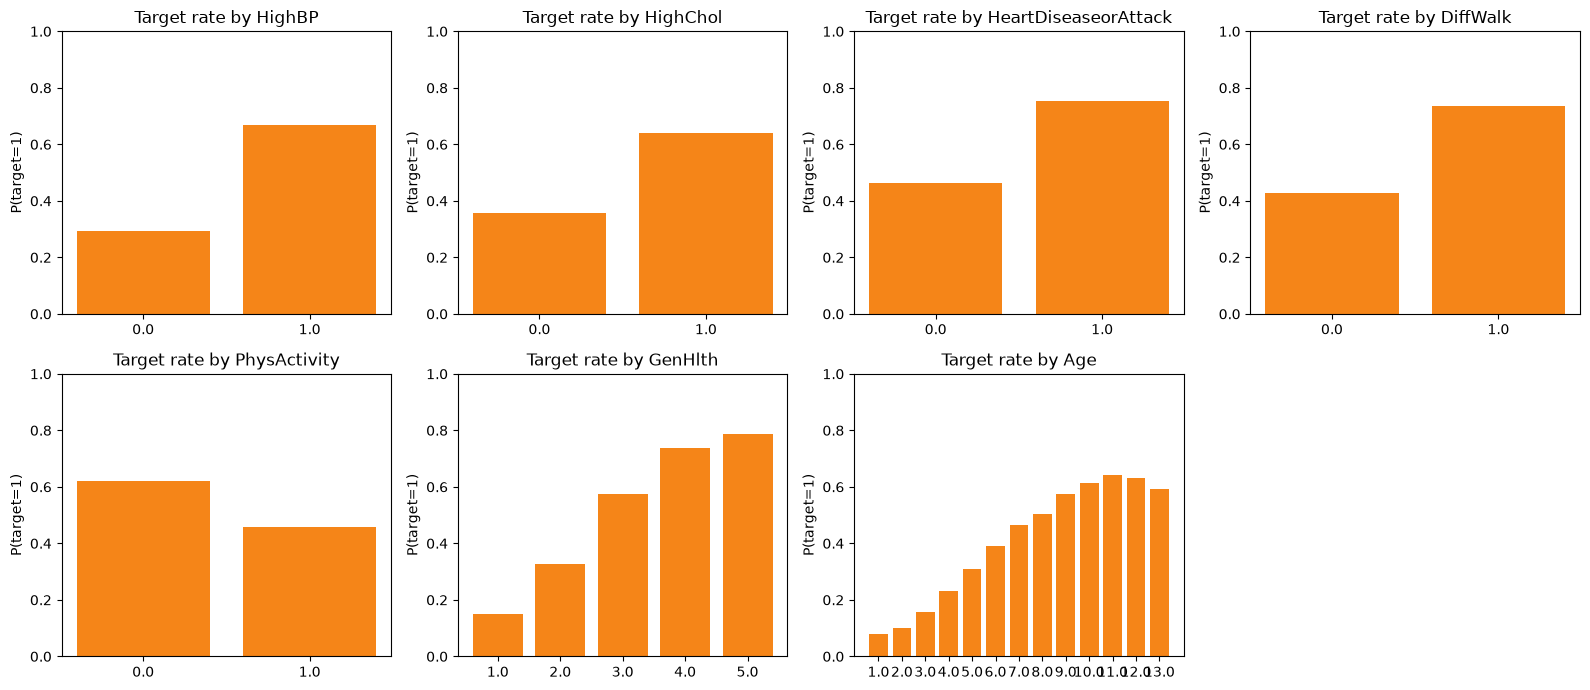 Target rate by HighBP
P(target=1)
1.0
0.8
0.6
0.4
0.2
0.0
0.0 1.0
Target rate by HighChol
P(target=1)
1.0
0.8
0.6
0.4
0.2
0.0
0.0 1.0
Target rate by HeartDiseaseorAttack
P(target=1)
1.0
0.8
0.6
0.4
0.2
0.0
0.0 1.0
Target rate by DiffWalk
P(target=1)
1.0
0.8
0.6
0.4
0.2
0.0
0.0 1.0
Target rate by PhysActivity
P(target=1)
1.0
0.8
0.6
0.4
0.2
0.0
0.0 1.0
Target rate by GenHlth
P(target=1)
1.0
0.8
0.6
0.4
0.2
0.0
1.0 2.0 3.0 4.0 5.0
Target rate by Age
P(target=1)
1.0
0.8
0.6
0.4
0.2
0.0
1.0 2.0 3.0 4.0 5.0 6.0 7.0 8.0 9.0 10.0 11.0 12.0 13.0